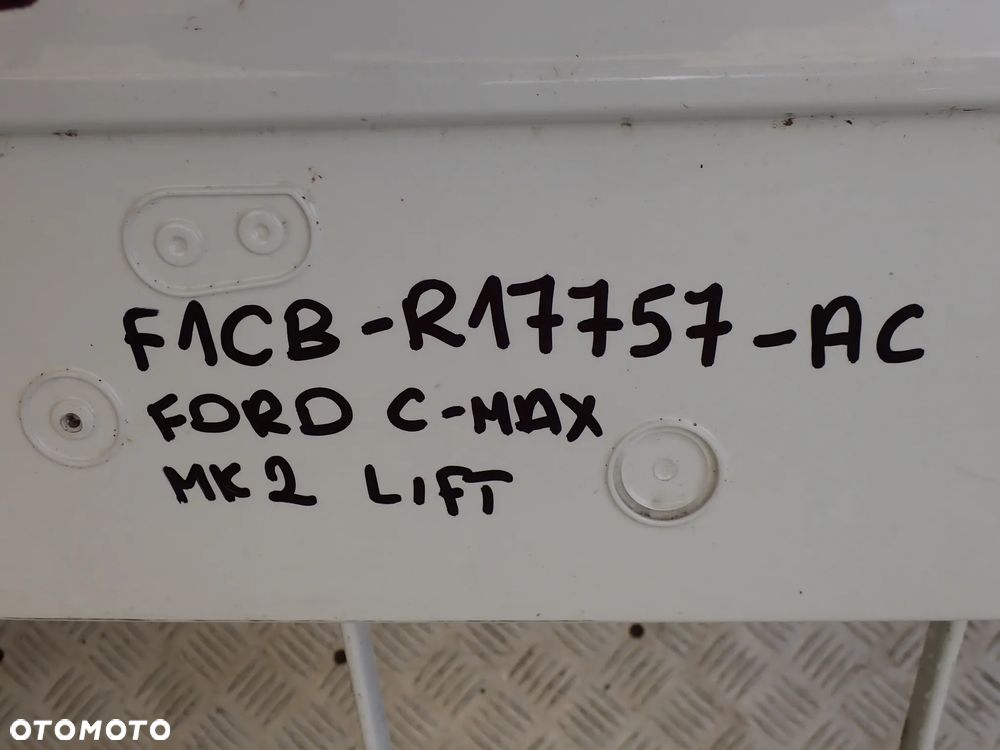 F1CB-R17757-AC
FORD C-MAX
MK2 LIFT
OTOMOTO